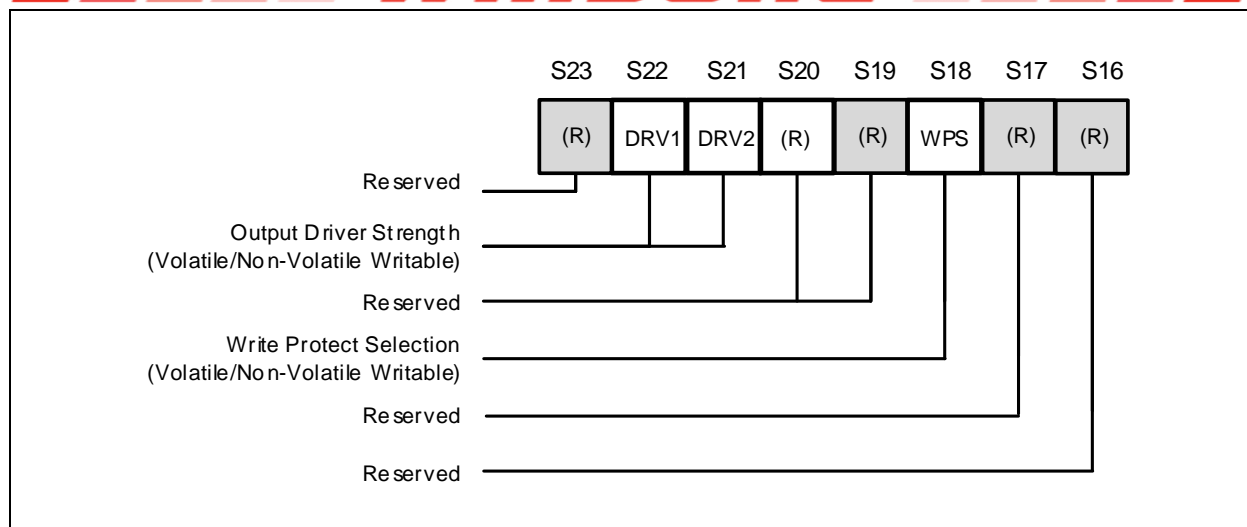 S23 S22 S21 S20 S19 S18 S17 S16
(R) DRV1 DRV2 (R) (R) WPS (R) (R)
Reserved
Output Driver Strength
(Volatile/Non-Volatile Writable)
Reserved
Write Protect Selection
(Volatile/Non-Volatile Writable)
Reserved
Reserved